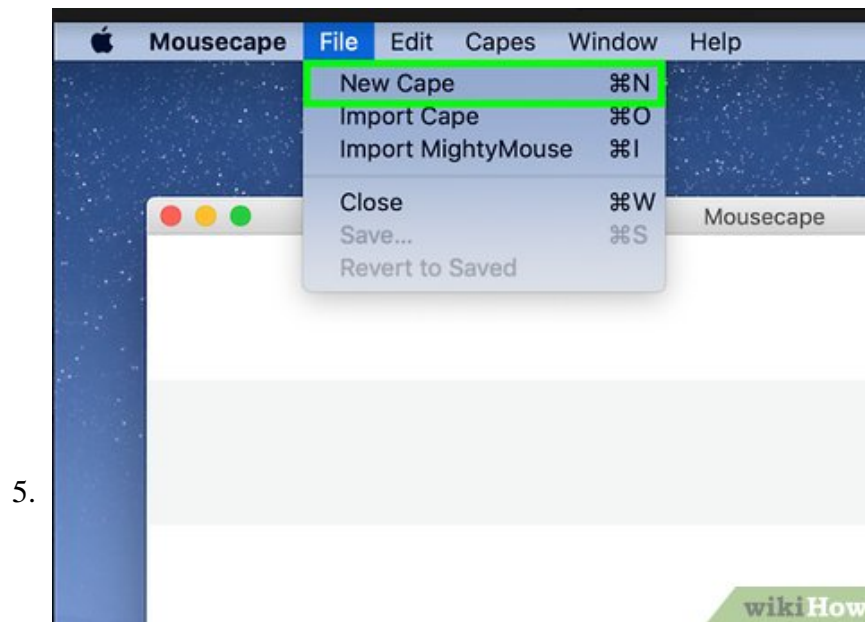 Mousecape File Edit Capes Window Help
New Cape ⌘N
Import Cape ⌘O
Import MightyMouse ⌘I
Close ⌘W
Mousecape
Save... ⌘S
Revert to Saved
5.
wikiHow